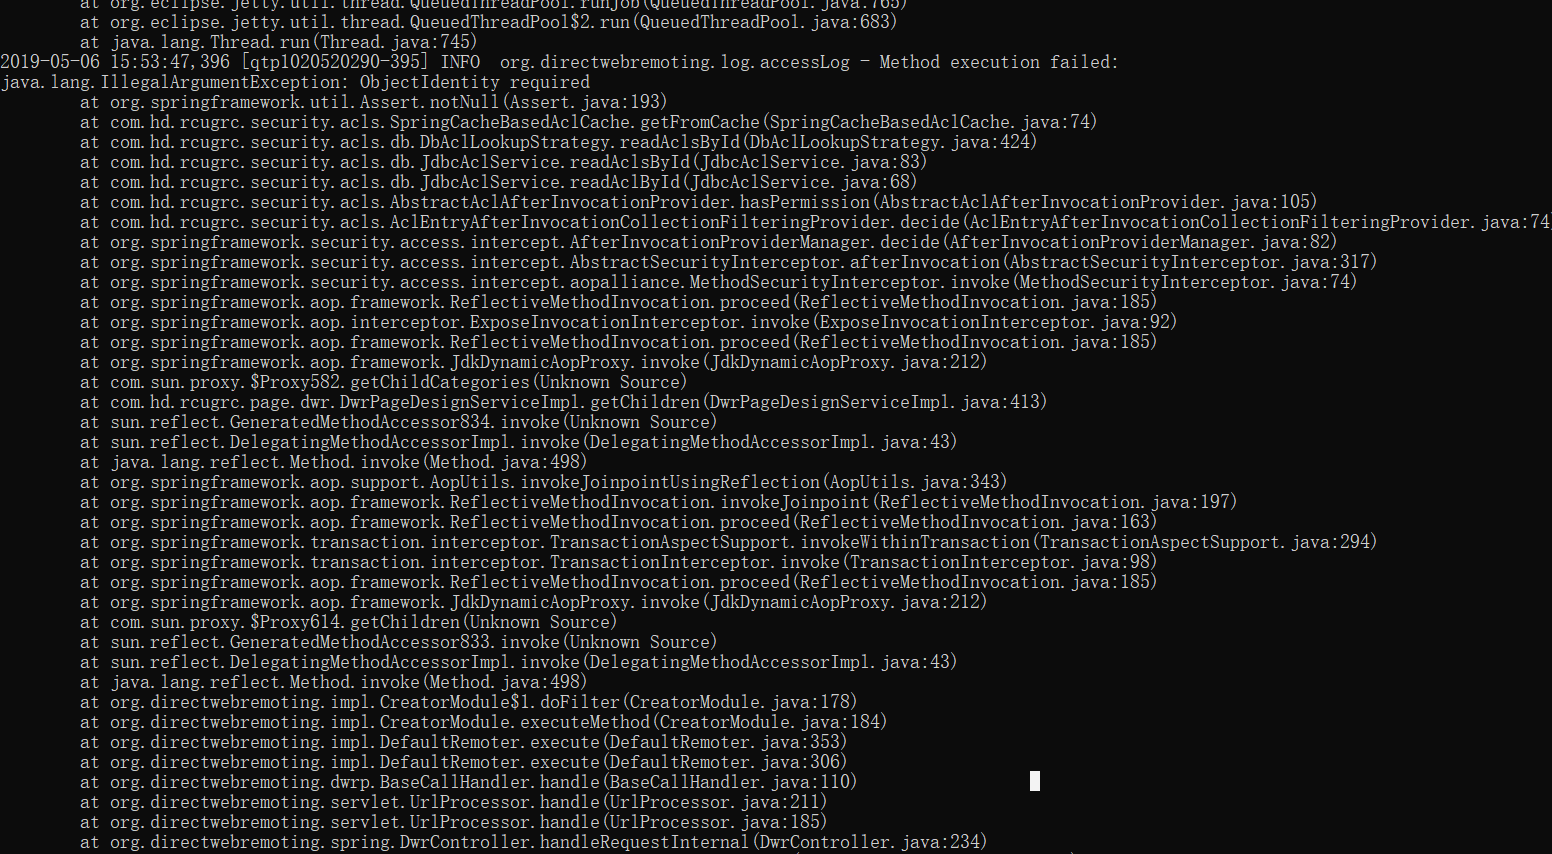 at org.eclipse.jetty.util.thread.QueuedThreadPool.runJob(QueuedThreadPool.java:765)
at org.eclipse.jetty.util.thread.QueuedThreadPool$2.run(QueuedThreadPool.java:683)
at java.lang.Thread.run(Thread.java:745)
2019-05-06 15:53:47,396 [qtp1020520290-395] INFO  org.directwebremoting.log.accessLog - Method execution failed:
java.lang.IllegalArgumentException: ObjectIdentity required
at org.springframework.util.Assert.notNull(Assert.java:193)
at com.hd.rcugrc.security.acls.SpringCacheBasedAclCache.getFromCache(SpringCacheBasedAclCache.java:74)
at com.hd.rcugrc.security.acls.db.DbAclLookupStrategy.readAclsById(DbAclLookupStrategy.java:424)
at com.hd.rcugrc.security.acls.db.JdbcAclService.readAclsById(JdbcAclService.java:83)
at com.hd.rcugrc.security.acls.db.JdbcAclService.readAclById(JdbcAclService.java:68)
at com.hd.rcugrc.security.acls.AbstractAclAfterInvocationProvider.hasPermission(AbstractAclAfterInvocationProvider.java:105)
at com.hd.rcugrc.security.acls.AclEntryAfterInvocationCollectionFilteringProvider.decide(AclEntryAfterInvocationCollectionFilteringProvider.java:74
at org.springframework.security.access.intercept.AfterInvocationProviderManager.decide(AfterInvocationProviderManager.java:82)
at org.springframework.security.access.intercept.AbstractSecurityInterceptor.afterInvocation(AbstractSecurityInterceptor.java:317)
at org.springframework.security.access.intercept.aopalliance.MethodSecurityInterceptor.invoke(MethodSecurityInterceptor.java:74)
at org.springframework.aop.framework.ReflectiveMethodInvocation.proceed(ReflectiveMethodInvocation.java:185)
at org.springframework.aop.interceptor.ExposeInvocationInterceptor.invoke(ExposeInvocationInterceptor.java:92)
at org.springframework.aop.framework.ReflectiveMethodInvocation.proceed(ReflectiveMethodInvocation.java:185)
at org.springframework.aop.framework.JdkDynamicAopProxy.invoke(JdkDynamicAopProxy.java:212)
at com.sun.proxy.$Proxy582.getChildCategories(Unknown Source)
at com.hd.rcugrc.page.dwr.DwrPageDesignServiceImpl.getChildren(DwrPageDesignServiceImpl.java:413)
at sun.reflect.GeneratedMethodAccessor834.invoke(Unknown Source)
at sun.reflect.DelegatingMethodAccessorImpl.invoke(DelegatingMethodAccessorImpl.java:43)
at java.lang.reflect.Method.invoke(Method.java:498)
at org.springframework.aop.support.AopUtils.invokeJoinpointUsingReflection(AopUtils.java:343)
at org.springframework.aop.framework.ReflectiveMethodInvocation.invokeJoinpoint(ReflectiveMethodInvocation.java:197)
at org.springframework.aop.framework.ReflectiveMethodInvocation.proceed(ReflectiveMethodInvocation.java:163)
at org.springframework.transaction.interceptor.TransactionAspectSupport.invokeWithinTransaction(TransactionAspectSupport.java:294)
at org.springframework.transaction.interceptor.TransactionInterceptor.invoke(TransactionInterceptor.java:98)
at org.springframework.aop.framework.ReflectiveMethodInvocation.proceed(ReflectiveMethodInvocation.java:185)
at org.springframework.aop.framework.JdkDynamicAopProxy.invoke(JdkDynamicAopProxy.java:212)
at com.sun.proxy.$Proxy614.getChildren(Unknown Source)
at sun.reflect.GeneratedMethodAccessor833.invoke(Unknown Source)
at sun.reflect.DelegatingMethodAccessorImpl.invoke(DelegatingMethodAccessorImpl.java:43)
at java.lang.reflect.Method.invoke(Method.java:498)
at org.directwebremoting.impl.CreatorModule$1.doFilter(CreatorModule.java:178)
at org.directwebremoting.impl.CreatorModule.executeMethod(CreatorModule.java:184)
at org.directwebremoting.impl.DefaultRemoter.execute(DefaultRemoter.java:353)
at org.directwebremoting.impl.DefaultRemoter.execute(DefaultRemoter.java:306)
at org.directwebremoting.dwrp.BaseCallHandler.handle(BaseCallHandler.java:110)
at org.directwebremoting.servlet.UrlProcessor.handle(UrlProcessor.java:211)
at org.directwebremoting.servlet.UrlProcessor.handle(UrlProcessor.java:185)
at org.directwebremoting.spring.DwrController.handleRequestInternal(DwrController.java:234)